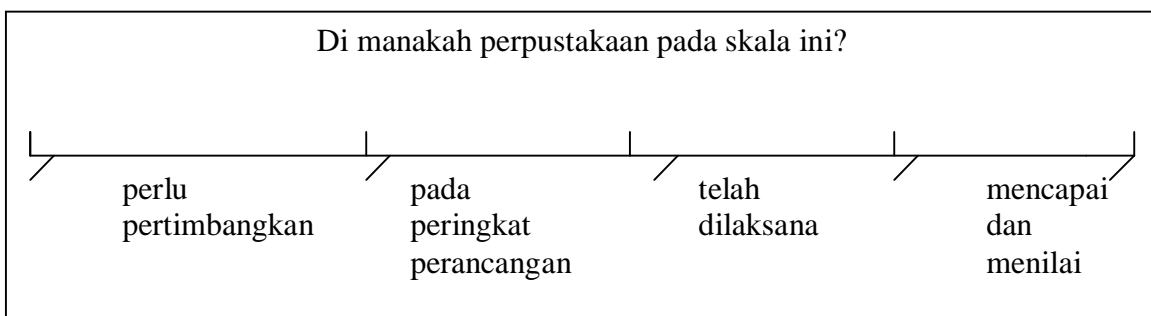 Di manakah perpustakaan pada skala ini?
perlu
pertimbangkan
pada
peringkat
perancangan
telah
dilaksana
mencapai
dan
menilai